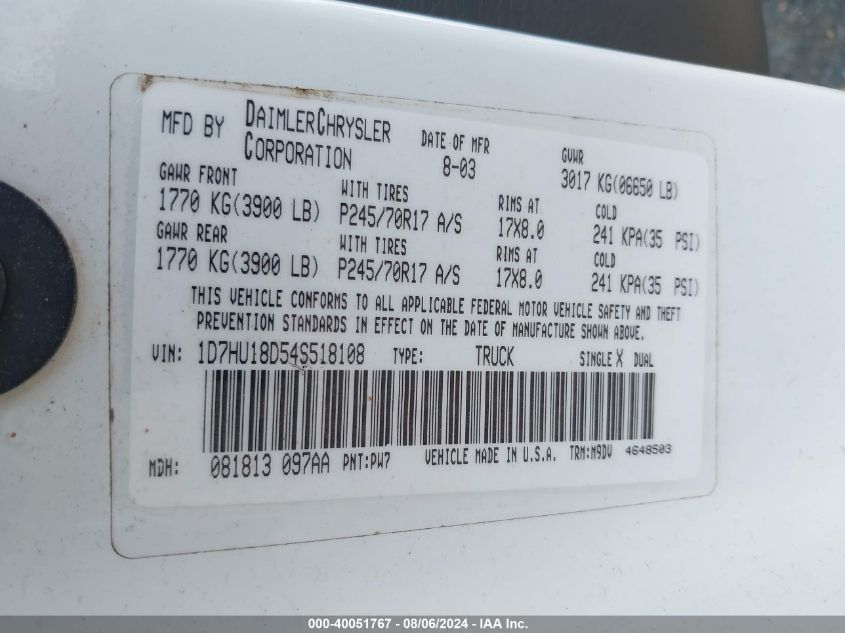 MFD BY DAIMLERCHRYSLER CORPORATION DATE OF MFR 8-03 GVWR 3017 KG(06650 LB)
GAWR FRONT WITH TIRES RIMS AT COLD
1770 KG(3900 LB) P245/70R17 A/S 17X8.0 241 KPA(35 PSI)
GAWR REAR WITH TIRES RIMS AT COLD
1770 KG(3900 LB) P245/70R17 A/S 17X8.0 241 KPA(35 PSI)
THIS VEHICLE CONFORMS TO ALL APPLICABLE FEDERAL MOTOR VEHICLE SAFETY AND THEFT
PREVENTION STANDARDS IN EFFECT ON THE DATE OF MANUFACTURE SHOWN ABOVE.
VIN: 1D7HU18D54S518108 TYPE: TRUCK SINGLE X DUAL
MDH: 081813 097AA PNT:PW7 VEHICLE MADE IN U.S.A. TRM:M9DV 4648503
000-40051767 - 08/06/2024 - IAAI Inc.